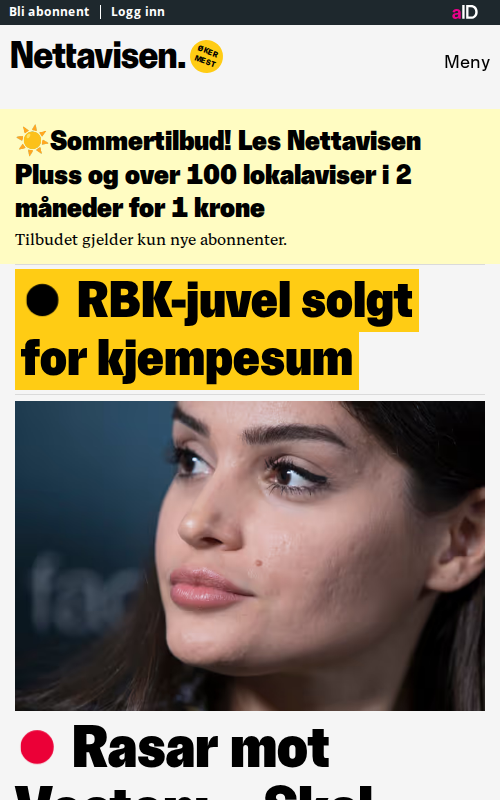 Bli abonnent | Logg inn
aID
Nettavisen.
ØKER
MEST
Meny
☀️Sommertilbud! Les Nettavisen
Pluss og over 100 lokalaviser i 2
måneder for 1 krone
Tilbudet gjelder kun nye abonnenter.
RBK-juvel solgt
for kjempesum
fac
Rasar mot